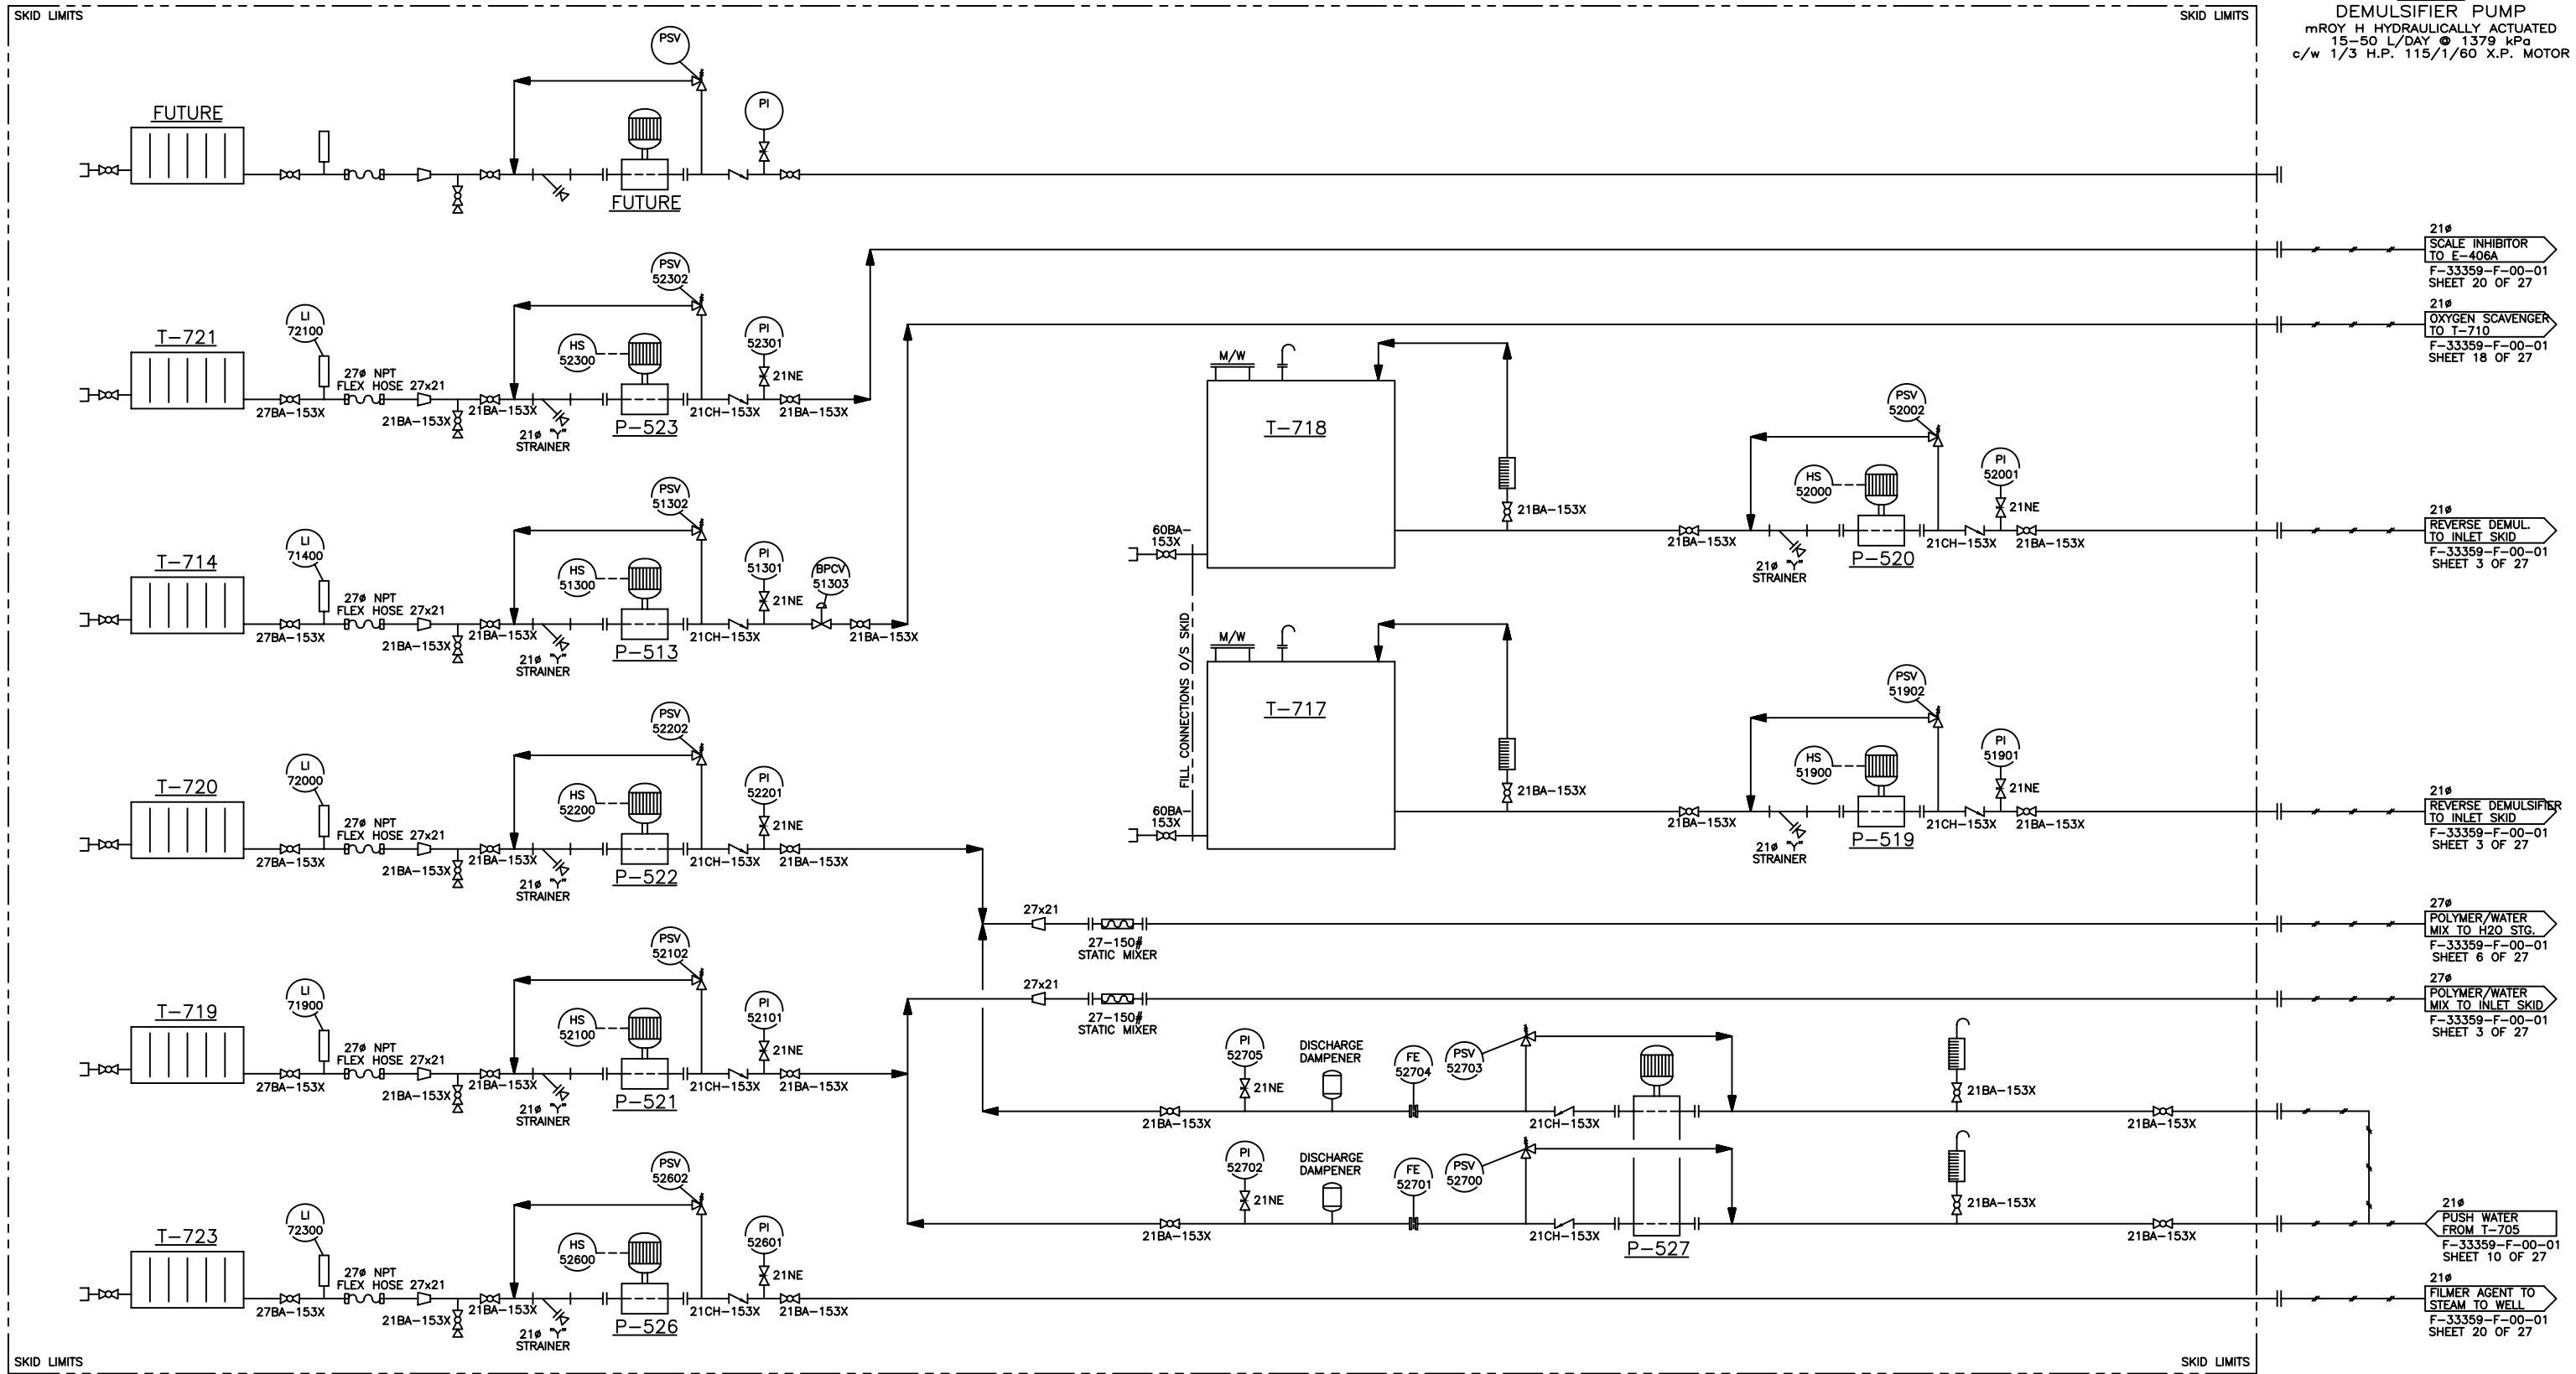 SKID LIMITS
SKID LIMITS
DEMULSIFIER PUMP
mROY H HYDRAULICALLY ACTUATED
15-50 L/DAY @ 1379 kPa
c/w 1/3 H.P. 115/1/60 X.P. MOTOR
PSV
PI
FUTURE
FUTURE
21ø
SCALE INHIBITOR
TO E-406A
F-33359-F-00-01
SHEET 20 OF 27
PSV
52302
LI
72100
HS
52300
PI
52301
T-721
27ø NPT
FLEX HOSE 27x21
21NE
27BA-153X
21BA-153X
21BA-153X
21ø "Y"
STRAINER
P-523
21CH-153X
21BA-153X
21ø
OXYGEN SCAVENGER
TO T-710
F-33359-F-00-01
SHEET 18 OF 27
PSV
51302
LI
71400
HS
51300
PI
51301
BPCV
51303
T-714
27ø NPT
FLEX HOSE 27x21
21NE
27BA-153X
21BA-153X
21BA-153X
21ø "Y"
STRAINER
P-513
21CH-153X
21BA-153X
M/W
T-718
60BA-
153X
21BA-153X
21BA-153X
21ø "Y"
STRAINER
HS
52000
PSV
52002
PI
52001
21NE
P-520
21CH-153X
21BA-153X
21ø
REVERSE DEMUL.
TO INLET SKID
F-33359-F-00-01
SHEET 3 OF 27
FILL CONNECTIONS O/S SKID
M/W
T-717
60BA-
153X
21BA-153X
21BA-153X
21ø "Y"
STRAINER
HS
51900
PSV
51902
PI
51901
21NE
P-519
21CH-153X
21BA-153X
21ø
REVERSE DEMULSIFIER
TO INLET SKID
F-33359-F-00-01
SHEET 3 OF 27
PSV
52202
LI
72000
HS
52200
PI
52201
T-720
27ø NPT
FLEX HOSE 27x21
21NE
27BA-153X
21BA-153X
21BA-153X
21ø "Y"
STRAINER
P-522
21CH-153X
21BA-153X
27x21
27-150#
STATIC MIXER
27ø
POLYMER/WATER
MIX TO H2O STG.
F-33359-F-00-01
SHEET 6 OF 27
27x21
27-150#
STATIC MIXER
27ø
POLYMER/WATER
MIX TO INLET SKID
F-33359-F-00-01
SHEET 3 OF 27
PSV
52102
LI
71900
HS
52100
PI
52101
T-719
27ø NPT
FLEX HOSE 27x21
21NE
27BA-153X
21BA-153X
21BA-153X
21ø "Y"
STRAINER
P-521
21CH-153X
21BA-153X
PI
52705
21NE
DISCHARGE
DAMPENER
FE
52704
PSV
52703
21BA-153X
21BA-153X
21CH-153X
21BA-153X
PI
52702
21NE
DISCHARGE
DAMPENER
FE
52701
PSV
52700
21BA-153X
21BA-153X
21CH-153X
P-527
21BA-153X
21ø
PUSH WATER
FROM T-705
F-33359-F-00-01
SHEET 10 OF 27
PSV
52602
LI
72300
HS
52600
PI
52601
T-723
27ø NPT
FLEX HOSE 27x21
21NE
27BA-153X
21BA-153X
21BA-153X
21ø "Y"
STRAINER
P-526
21CH-153X
21BA-153X
21ø
FILMER AGENT TO
STEAM TO WELL
F-33359-F-00-01
SHEET 20 OF 27
SKID LIMITS
SKID LIMITS